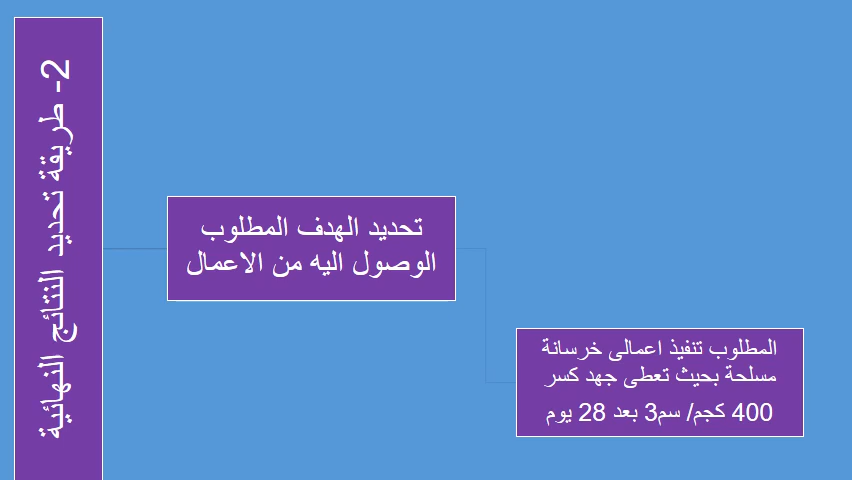 2- طريقة تحديد النتائج النهائية
تحديد الهدف المطلوب
الوصول اليه من الاعمال
المطلوب تنفيذ اعمالى خرسانة
مسلحة بحيث تعطى جهد كسر
400 كجم/ سم3 بعد 28 يوم